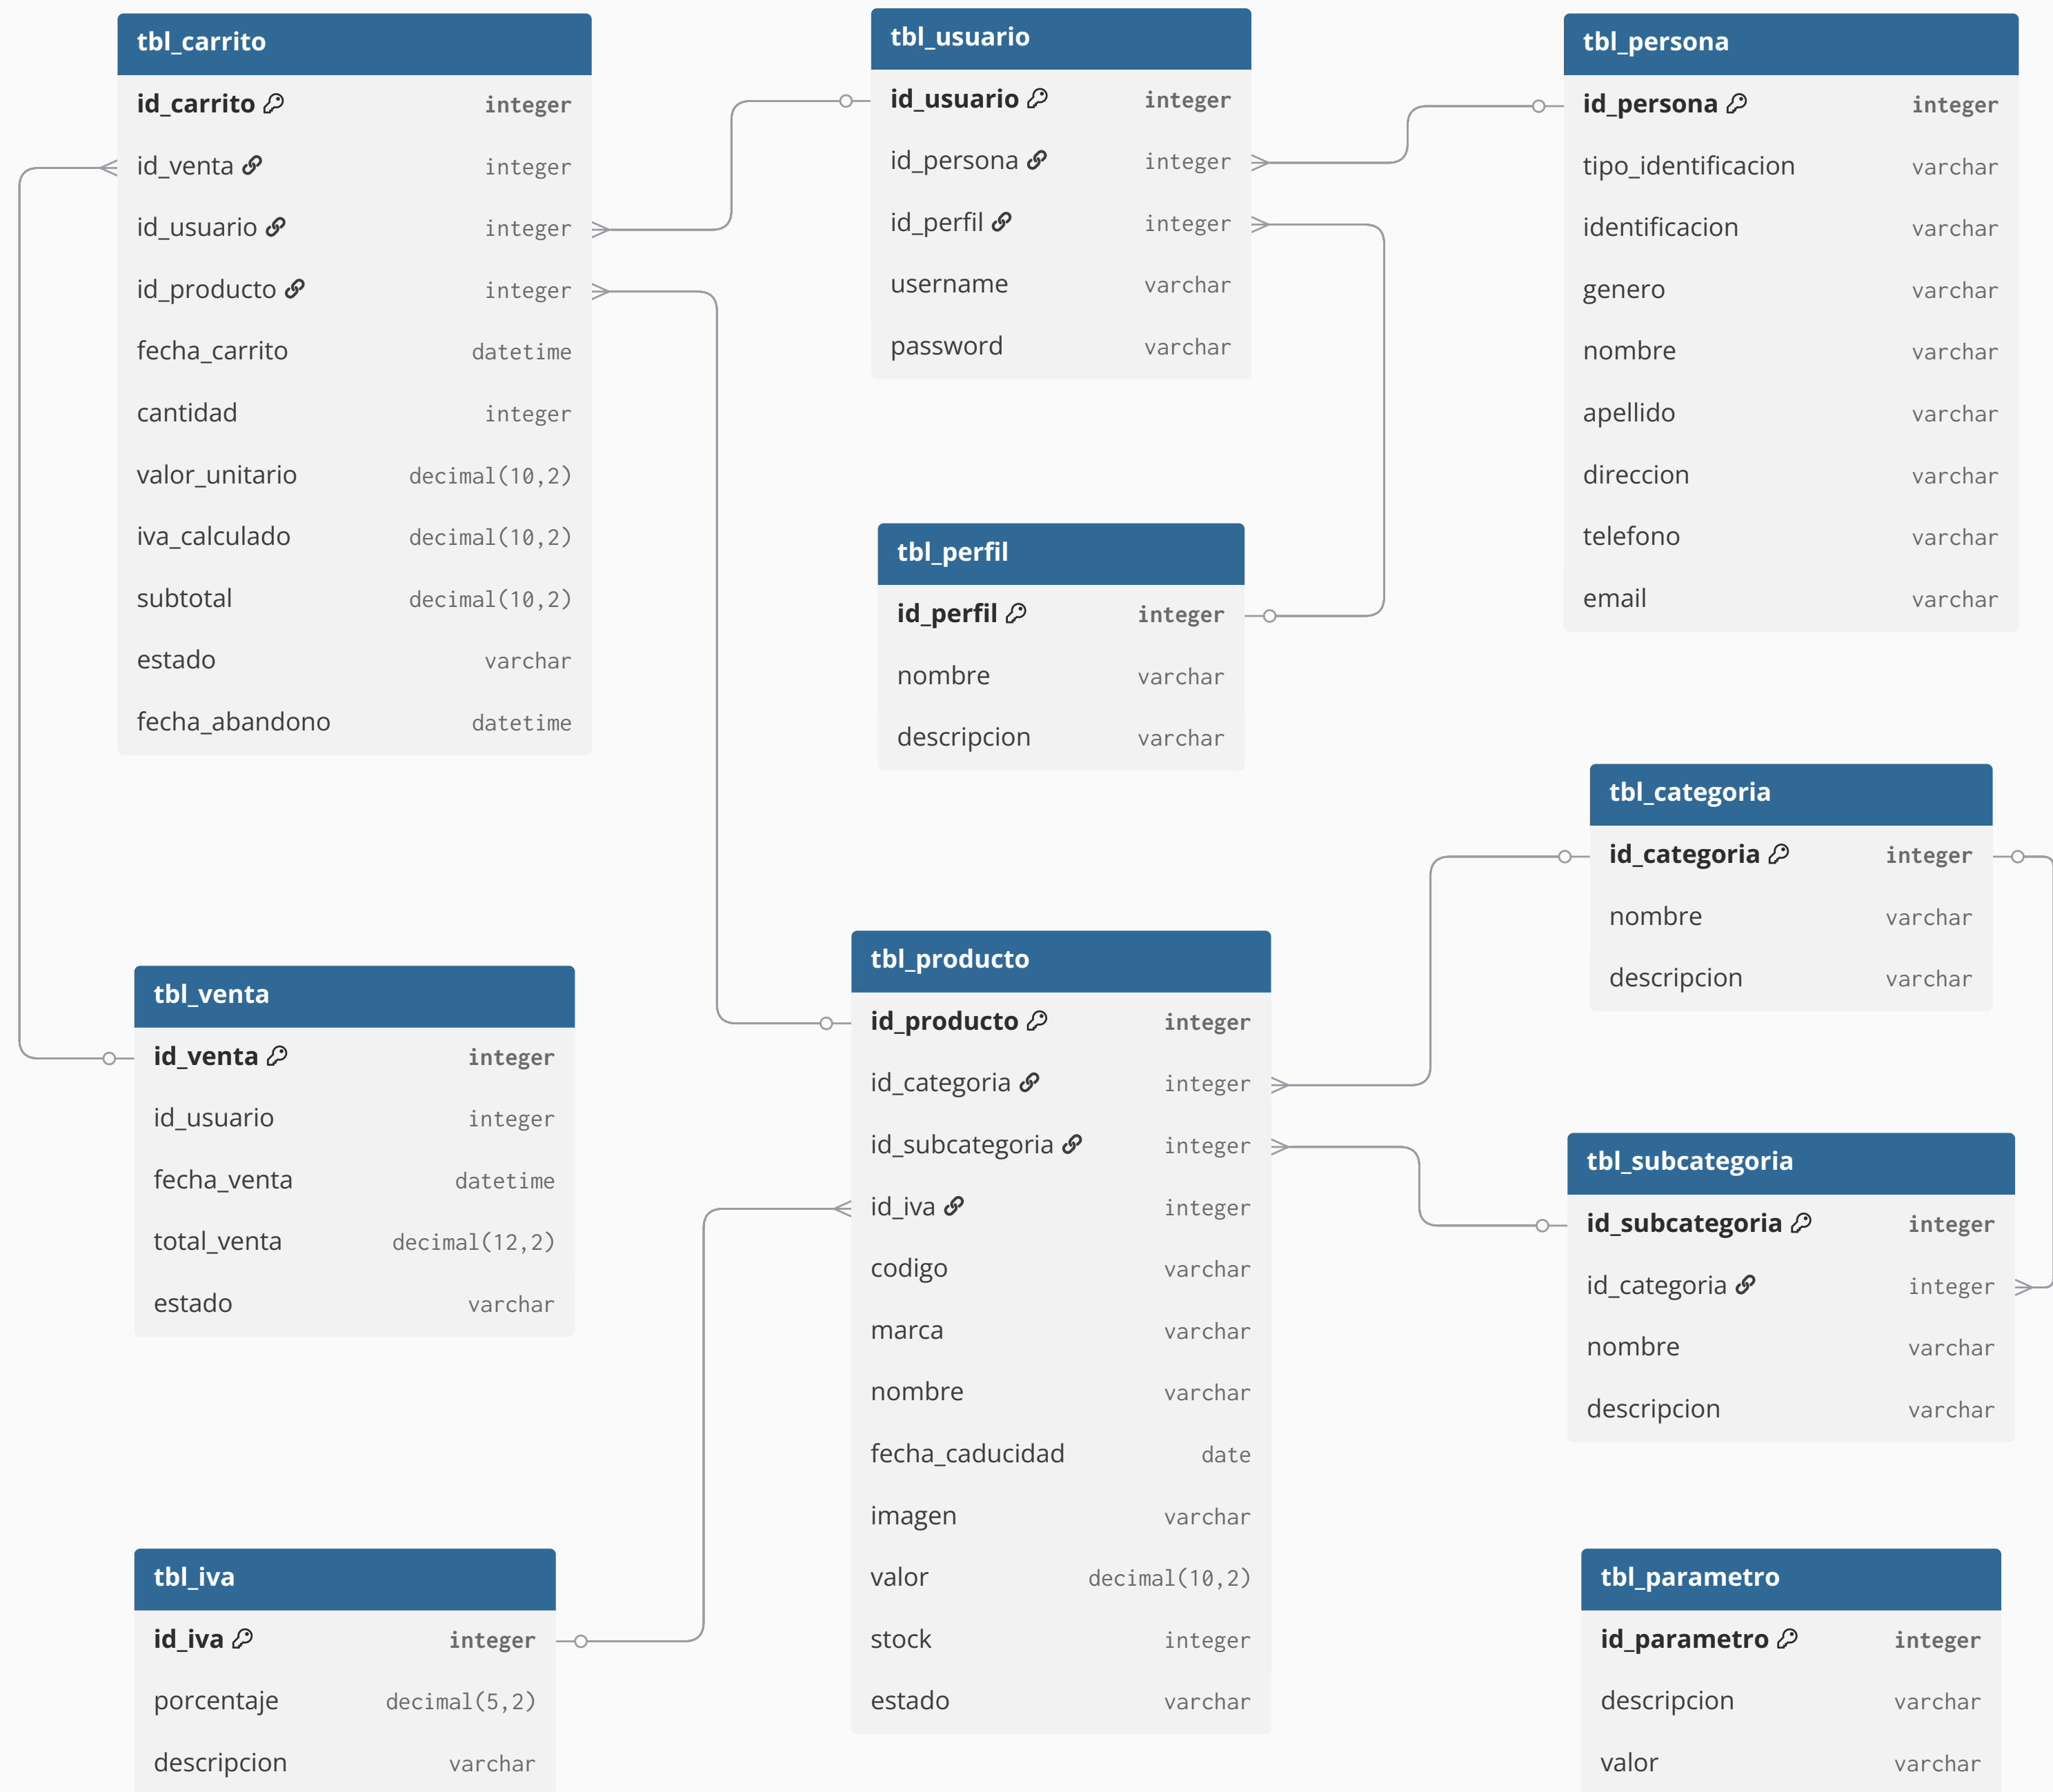 tbl_carrito
id_carrito integer
id_venta integer
id_usuario integer
id_producto integer
fecha_carrito datetime
cantidad integer
valor_unitario decimal(10,2)
iva_calculado decimal(10,2)
subtotal decimal(10,2)
estado varchar
fecha_abandono datetime
tbl_usuario
id_usuario integer
id_persona integer
id_perfil integer
username varchar
password varchar
tbl_persona
id_persona integer
tipo_identificacion varchar
identificacion varchar
genero varchar
nombre varchar
apellido varchar
direccion varchar
telefono varchar
email varchar
tbl_perfil
id_perfil integer
nombre varchar
descripcion varchar
tbl_categoria
id_categoria integer
nombre varchar
descripcion varchar
tbl_venta
id_venta integer
id_usuario integer
fecha_venta datetime
total_venta decimal(12,2)
estado varchar
tbl_producto
id_producto integer
id_categoria integer
id_subcategoria integer
id_iva integer
codigo varchar
marca varchar
nombre varchar
fecha_caducidad date
imagen varchar
valor decimal(10,2)
stock integer
estado varchar
tbl_subcategoria
id_subcategoria integer
id_categoria integer
nombre varchar
descripcion varchar
tbl_iva
id_iva integer
porcentaje decimal(5,2)
descripcion varchar
tbl_parametro
id_parametro integer
descripcion varchar
valor varchar